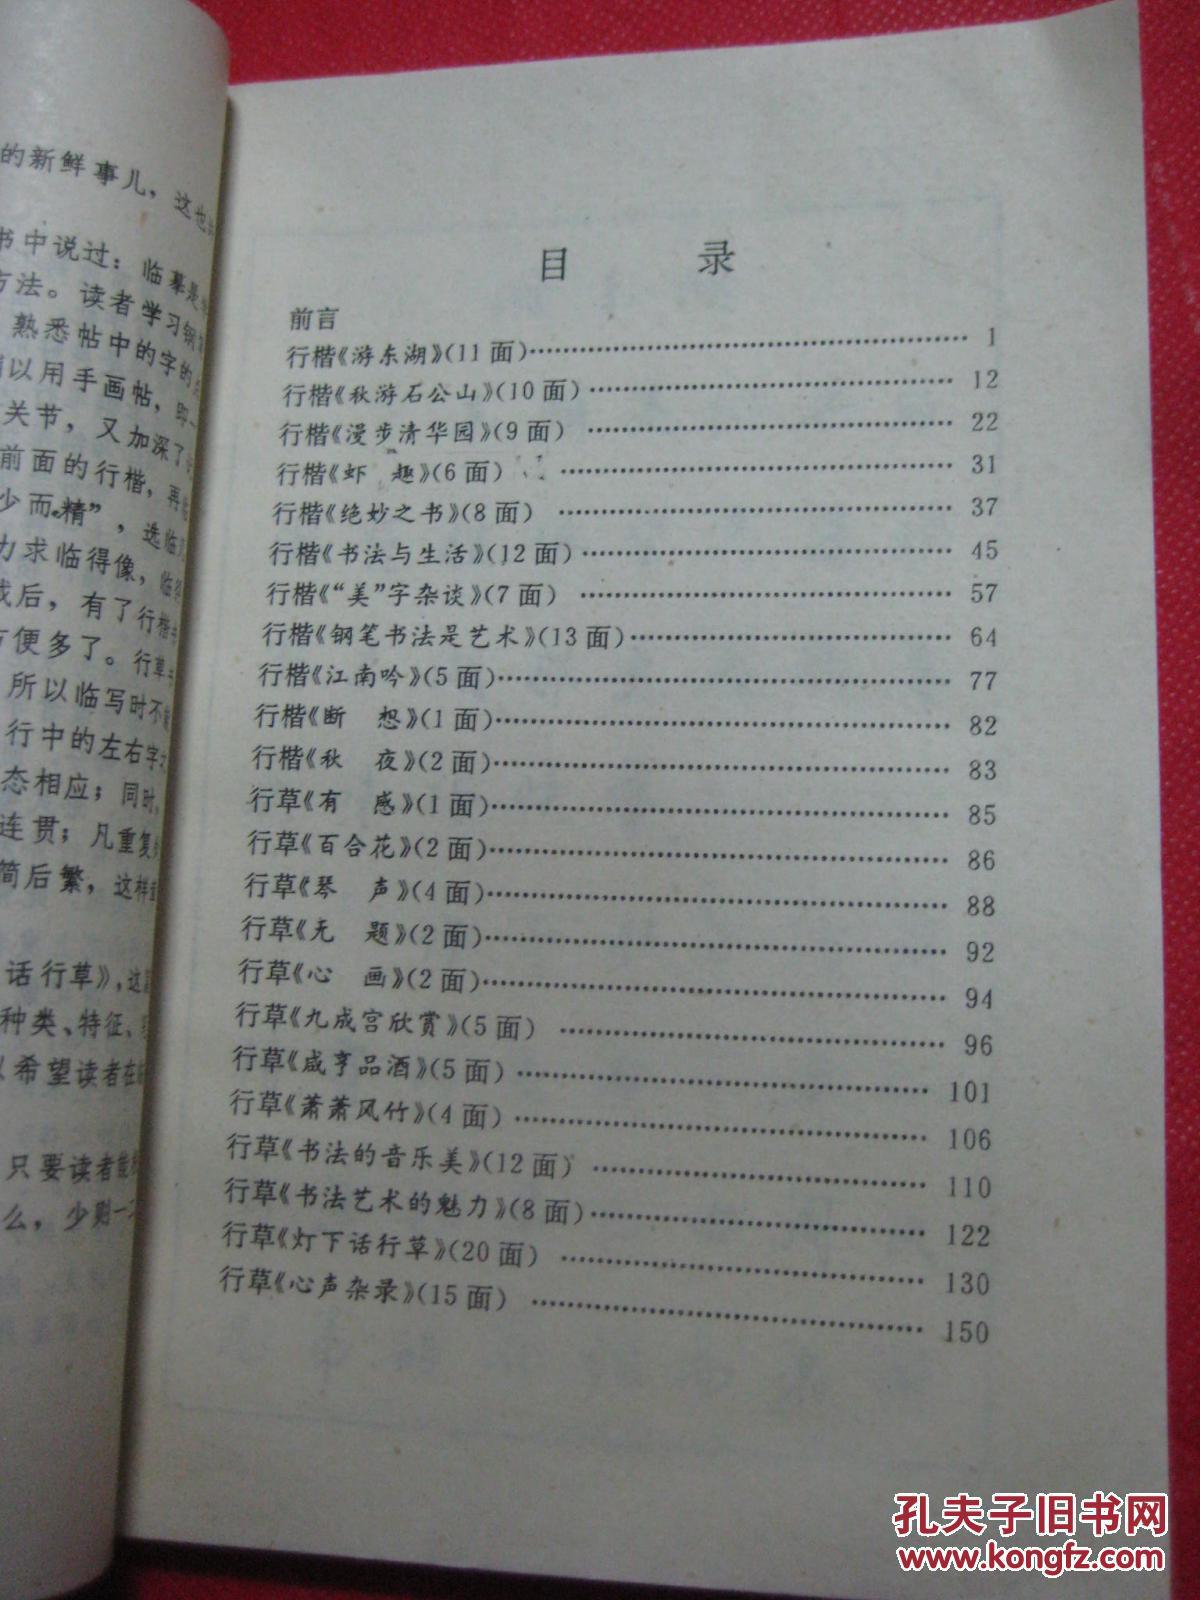 的新鲜事儿，这也
书中说过：临摹是
方法。读者学习钢
熟悉帖中的字的
以用手画帖，即一
关节，又加深了
前面的行楷，再
少而精”，选临
力求临得像，临
成后，有了行楷
方便多了。行草
所以临写时不
行中的左右字
态相应；同时，
连贯；凡重复
简后繁，这样
话行草》，这
种类、特征、
希望读者在
只要读者能
么，少则一
目 录
前言
行楷《游东湖》(11面)…… 1
行楷《秋游石公山》(10面)…… 12
行楷《漫步清华园》(9面)…… 22
行楷《虾 趣》(6面)…… 31
行楷《绝妙之书》(8面)…… 37
行楷《书法与生活》(12面)…… 45
行楷《“美”字杂谈》(7面)…… 57
行楷《钢笔书法是艺术》(13面)…… 64
行楷《江南吟》(5面)…… 77
行楷《断 想》(1面)…… 82
行楷《秋 夜》(2面)…… 83
行草《有 感》(1面)…… 85
行草《百合花》(2面)…… 86
行草《琴 声》(4面)…… 88
行草《无 题》(2面)…… 92
行草《心 画》(2面)…… 94
行草《九成宫欣赏》(5面)…… 96
行草《咸亨品酒》(5面)…… 101
行草《萧萧风竹》(4面)…… 106
行草《书法的音乐美》(12面)…… 110
行草《书法艺术的魅力》(8面)…… 122
行草《灯下话行草》(20面)…… 130
行草《心声杂录》(15面)…… 150
孔夫子旧书网
www.kongfz.com